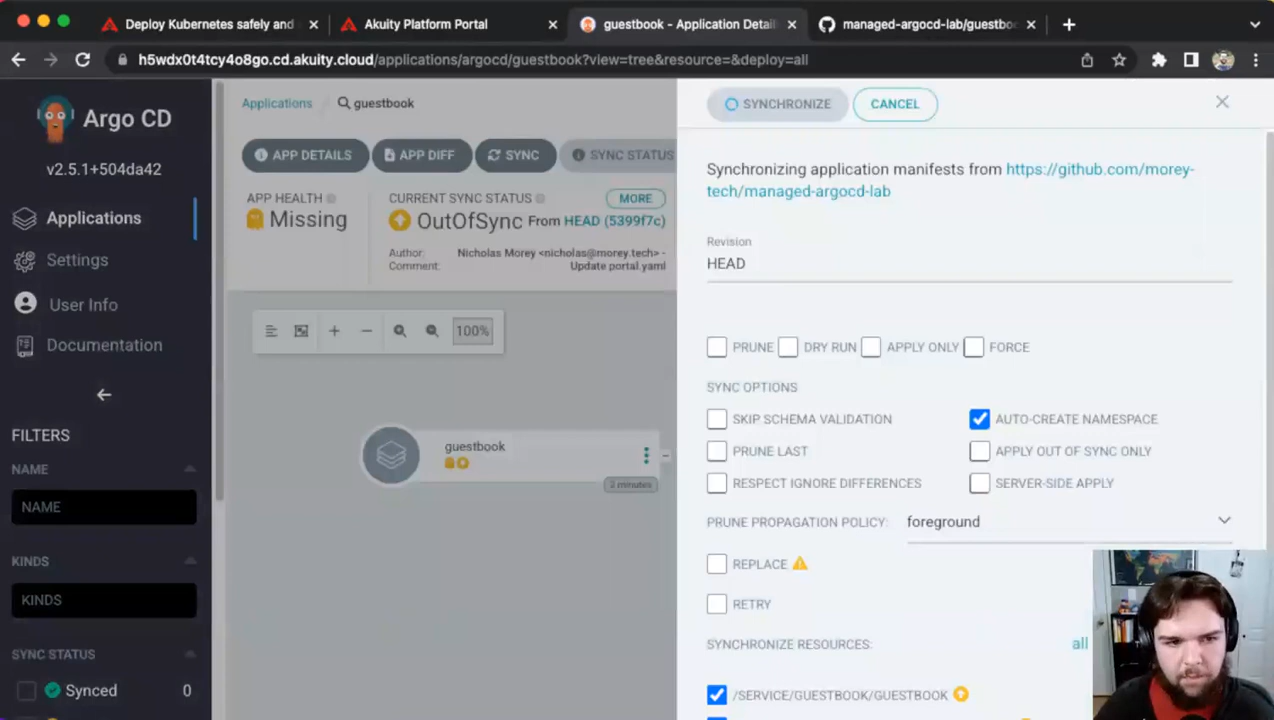 Deploy Kubernetes safely and
Akuity Platform Portal
guestbook - Application Detai
managed-argocd-lab/guestbo
h5wdx0t4tcy4o8go.cd.akuity.cloud/applications/argocd/guestbook?view=tree&resource=&deploy=all
Argo CD
v2.5.1+504da42
Applications
Settings
User Info
Documentation
FILTERS
NAME
NAME
KINDS
KINDS
SYNC STATUS
Synced 0
Applications guestbook
APP DETAILS APP DIFF SYNC SYNC STATUS
APP HEALTH
Missing
CURRENT SYNC STATUS MORE
OutOfSync From HEAD (5399f7c)
Author: Nicholas Morey <nicholas@morey.tech> -
Comment: Update portal.yaml
100%
guestbook
2 minutes
SYNCHRONIZE CANCEL
Synchronizing application manifests from https://github.com/morey-
tech/managed-argocd-lab
Revision
HEAD
PRUNE DRY RUN APPLY ONLY FORCE
SYNC OPTIONS
SKIP SCHEMA VALIDATION AUTO-CREATE NAMESPACE
PRUNE LAST APPLY OUT OF SYNC ONLY
RESPECT IGNORE DIFFERENCES SERVER-SIDE APPLY
PRUNE PROPAGATION POLICY: foreground
REPLACE
RETRY
SYNCHRONIZE RESOURCES: all
/SERVICE/GUESTBOOK/GUESTBOOK